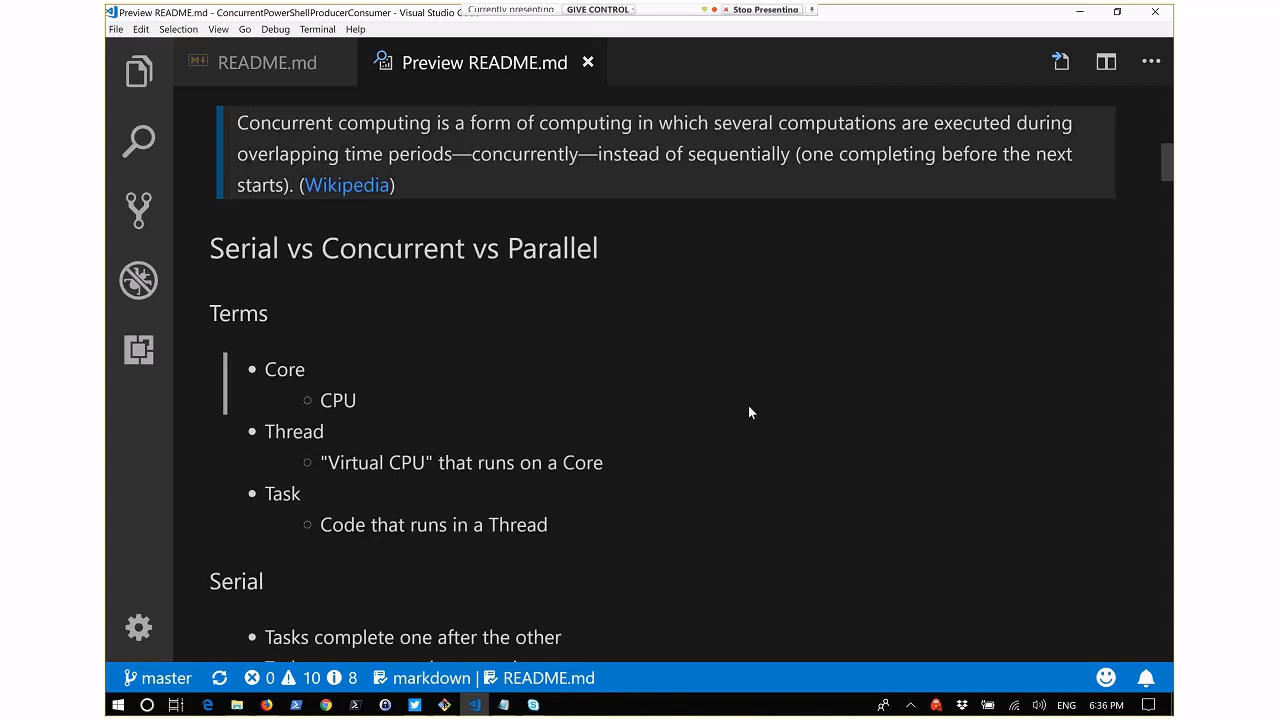 Currently presenting GIVE CONTROL Stop Presenting
Preview README.md - ConcurrentPowerShellProducerConsumer - Visual Studio
File Edit Selection View Go Debug Terminal Help
README.md Preview README.md
Concurrent computing is a form of computing in which several computations are executed during
overlapping time periods—concurrently—instead of sequentially (one completing before the next
starts). (Wikipedia)
Serial vs Concurrent vs Parallel
Terms
Core
CPU
Thread
"Virtual CPU" that runs on a Core
Task
Code that runs in a Thread
Serial
Tasks complete one after the other
master 0 10 8 markdown | README.md
ENG 6:36 PM